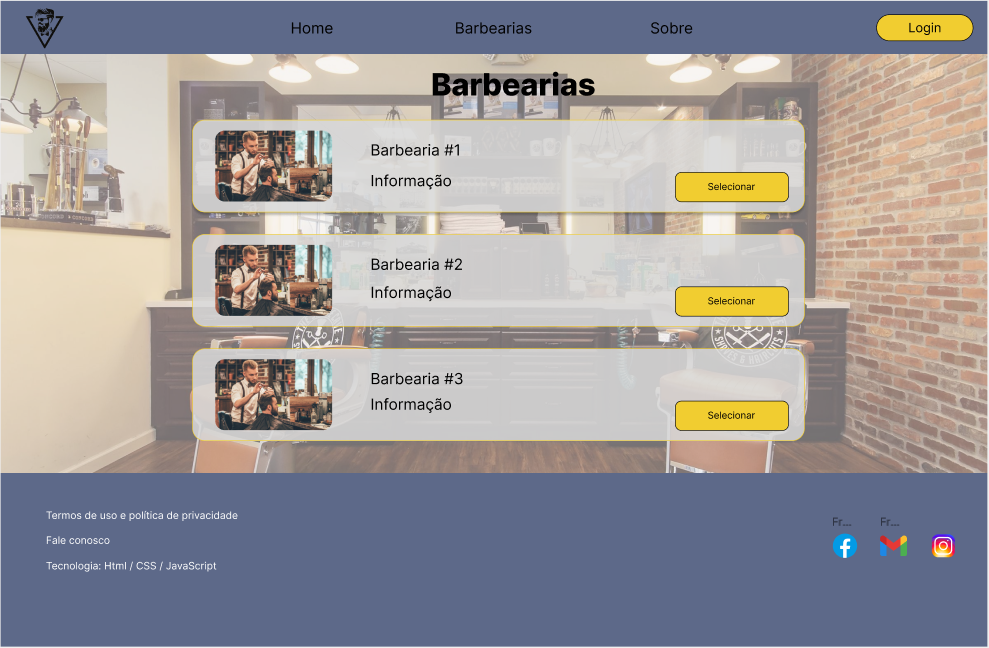 Home
Barbearias
Sobre
Login
Barbearias
Barbearia #1
Informação
Selecionar
Barbearia #2
Informação
Selecionar
Barbearia #3
Informação
Selecionar
Termos de uso e política de privacidade
Fale conosco
Tecnologia: Html / CSS / JavaScript
Fr...
Fr...